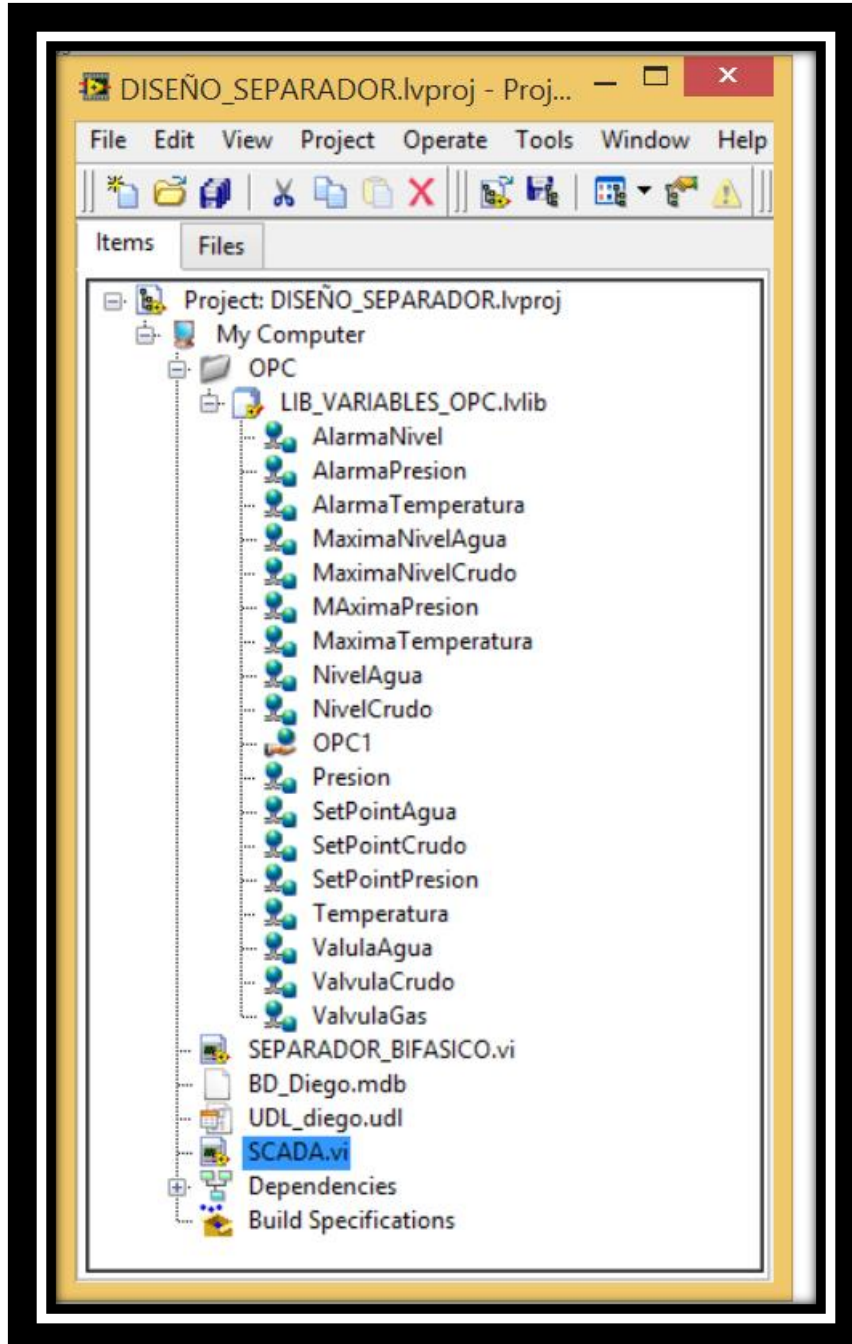 DISEÑO_SEPARADOR.lvproj - Proj...
File Edit View Project Operate Tools Window Help
Items Files
Project: DISEÑO_SEPARADOR.lvproj
My Computer
OPC
LIB_VARIABLES_OPC.lvlib
AlarmaNivel
AlarmaPresion
AlarmaTemperatura
MaximaNivelAgua
MaximaNivelCrudo
MAximaPresion
MaximaTemperatura
NivelAgua
NivelCrudo
OPC1
Presion
SetPointAgua
SetPointCrudo
SetPointPresion
Temperatura
ValulaAgua
ValvulaCrudo
ValvulaGas
SEPARADOR_BIFASICO.vi
BD_Diego.mdb
UDL_diego.udl
SCADA.vi
Dependencies
Build Specifications